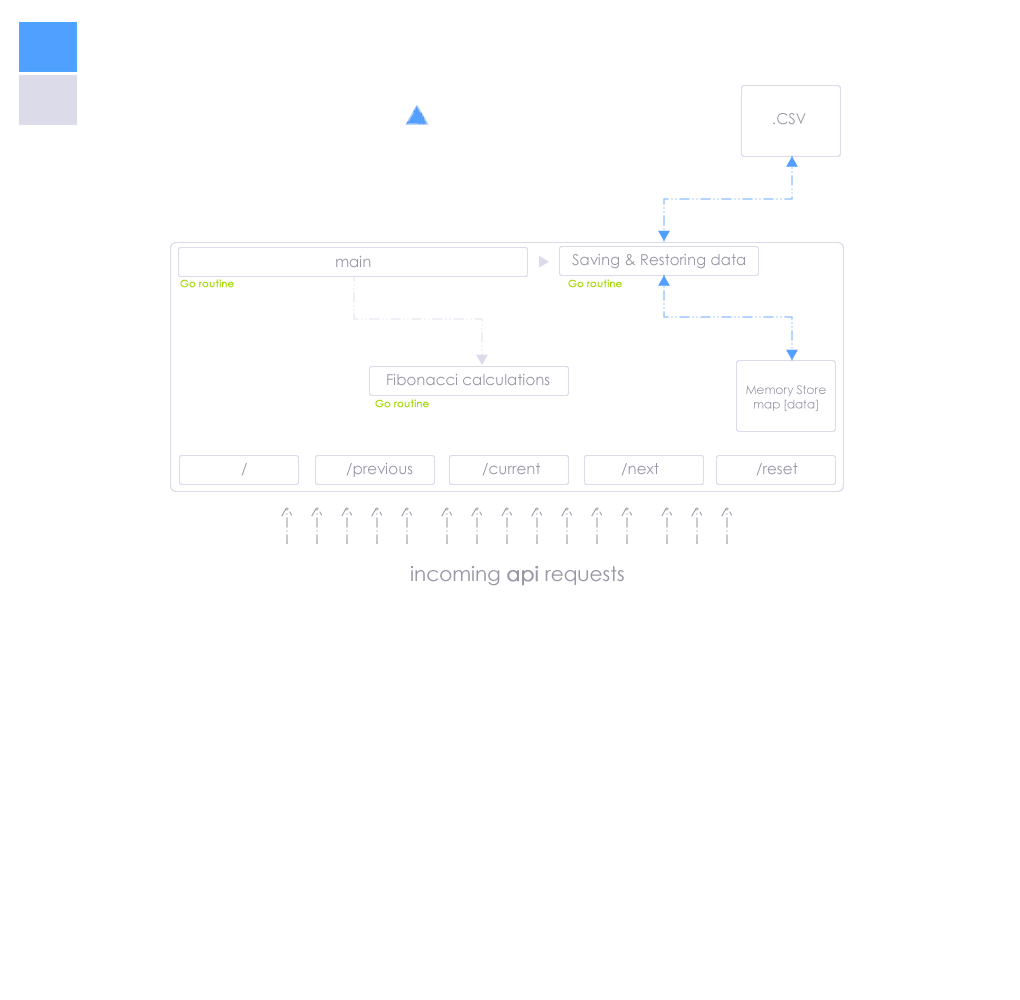 .CSV
main
Saving & Restoring data
Go routine
Go routine
Fibonacci calculations
Go routine
Memory Store
map [data]
/
/previous
/current
/next
/reset
incoming api requests